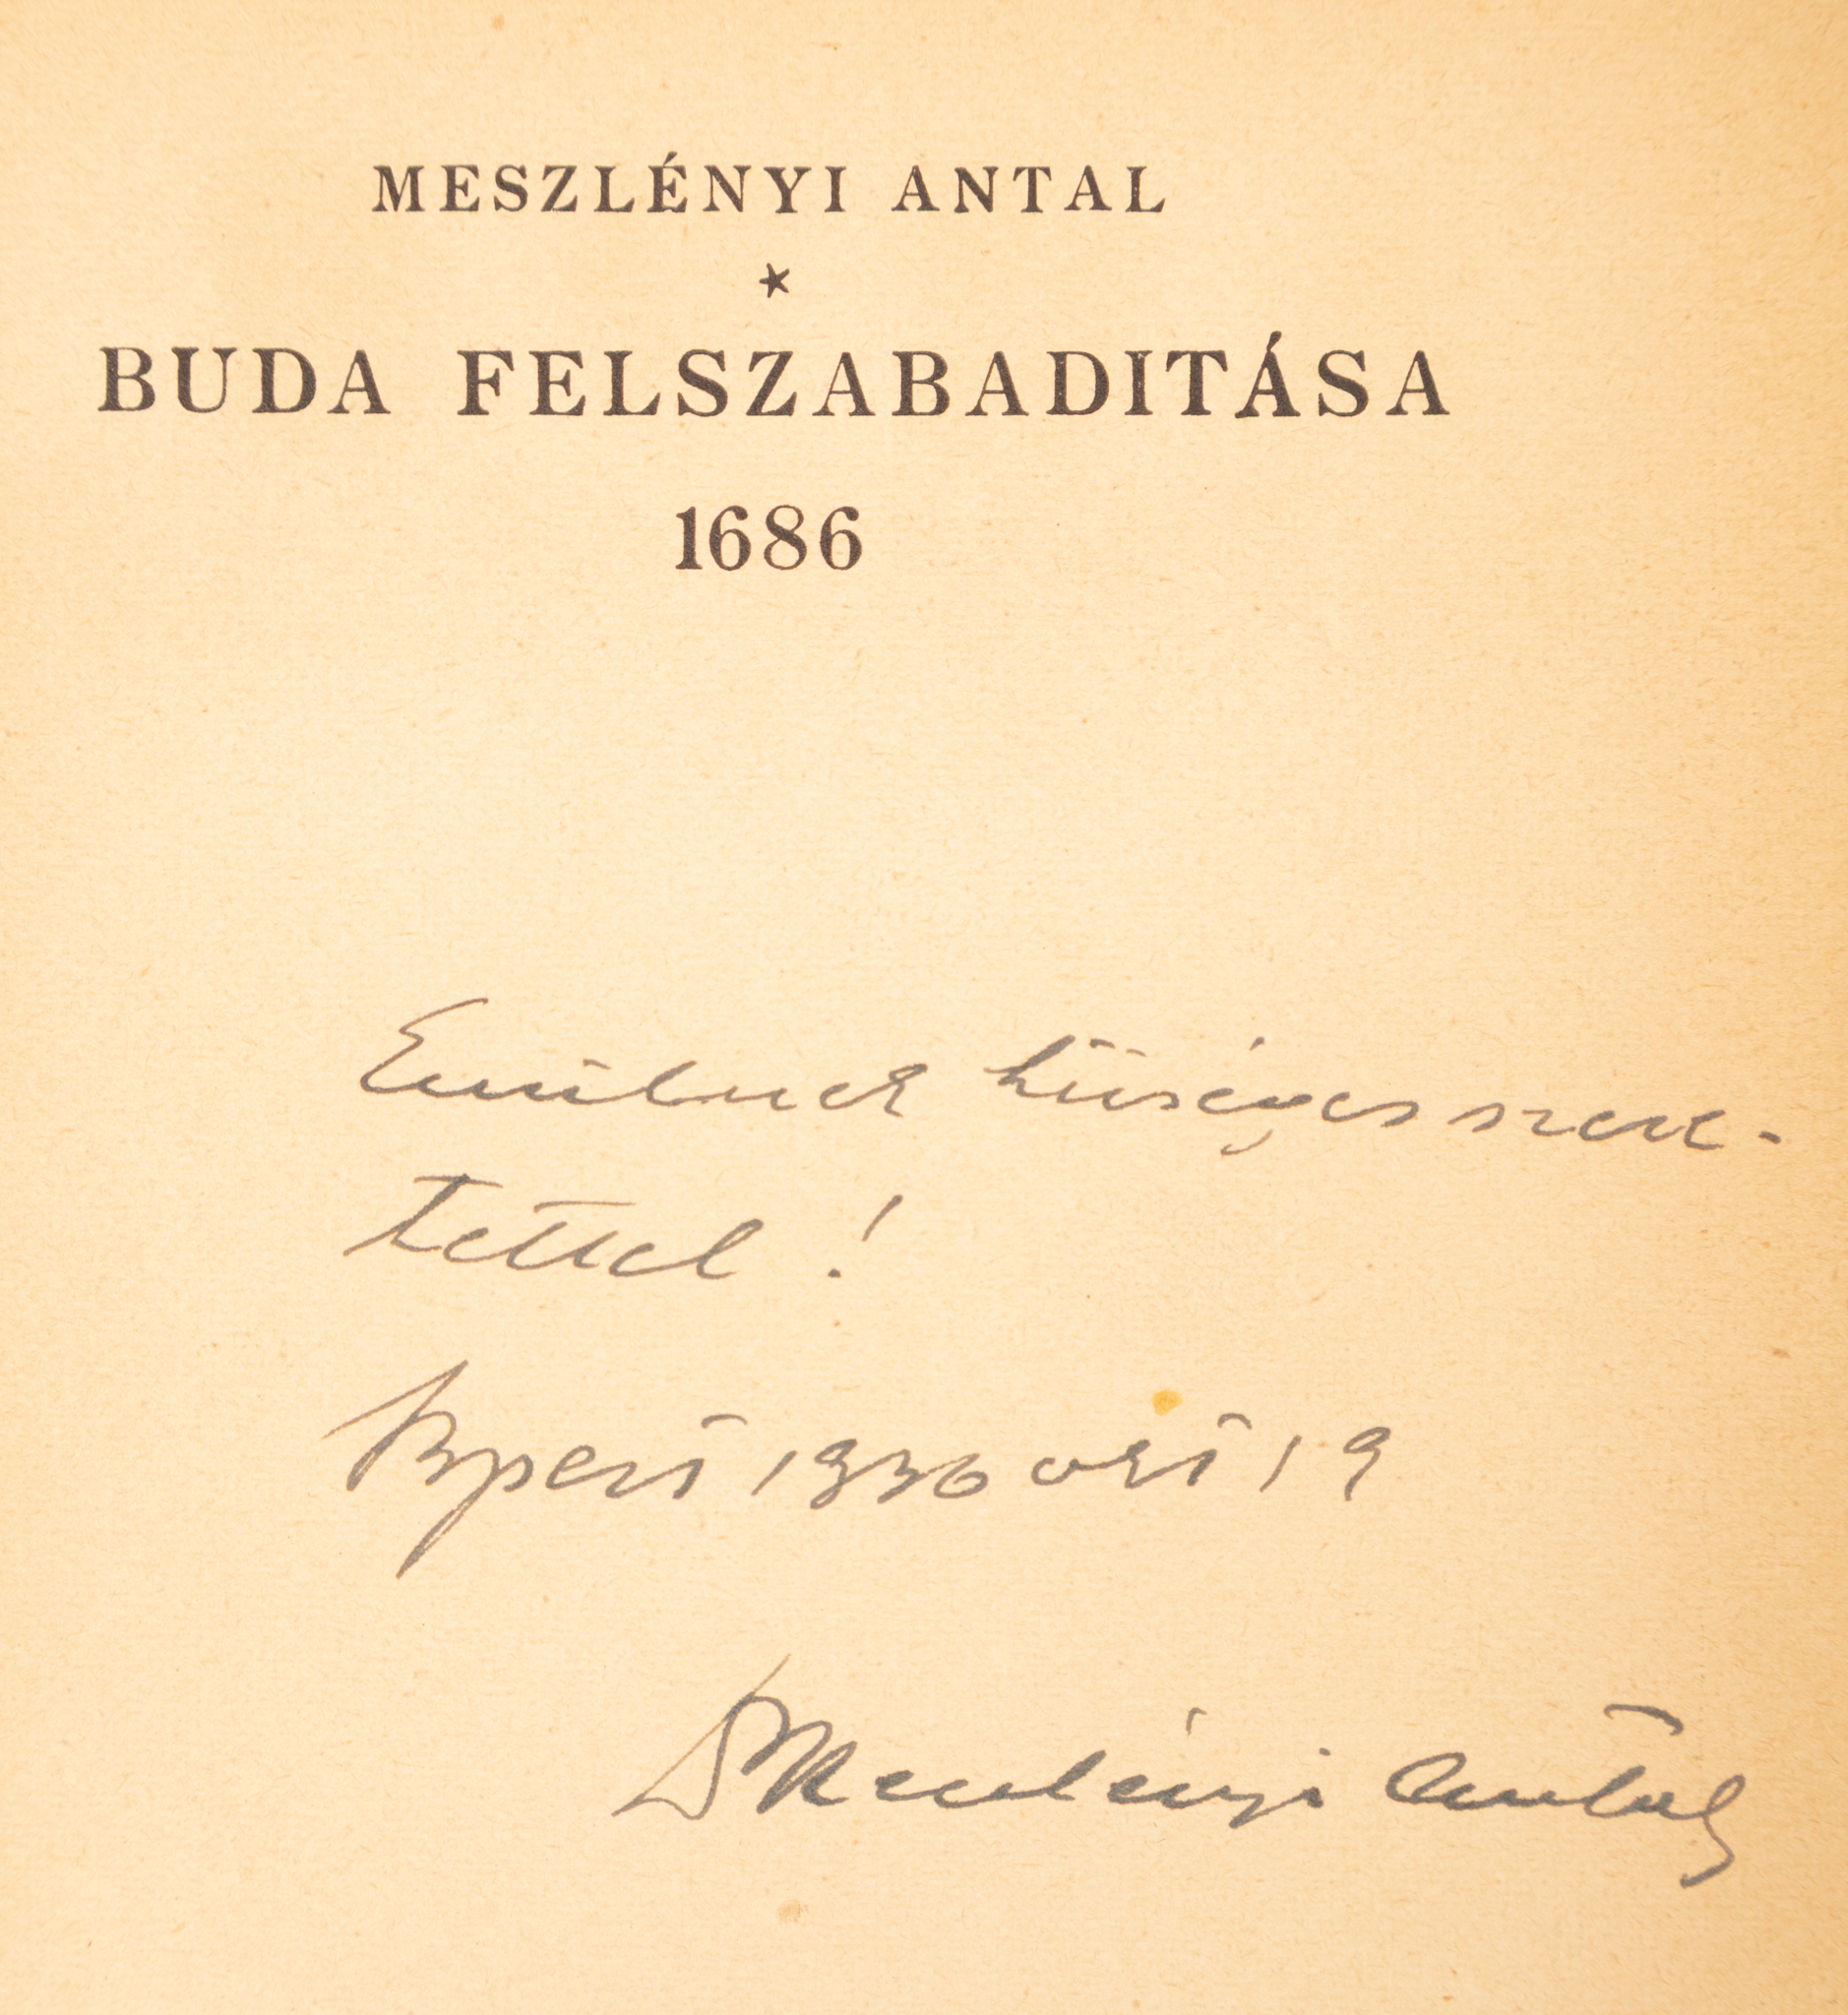 MESZLÉNYI ANTAL
*
BUDA FELSZABADITÁSA
1686
Emilnek hűséges szere-
tettel!
Bpest 1936 okt 19
Dr Meszlényi Antal